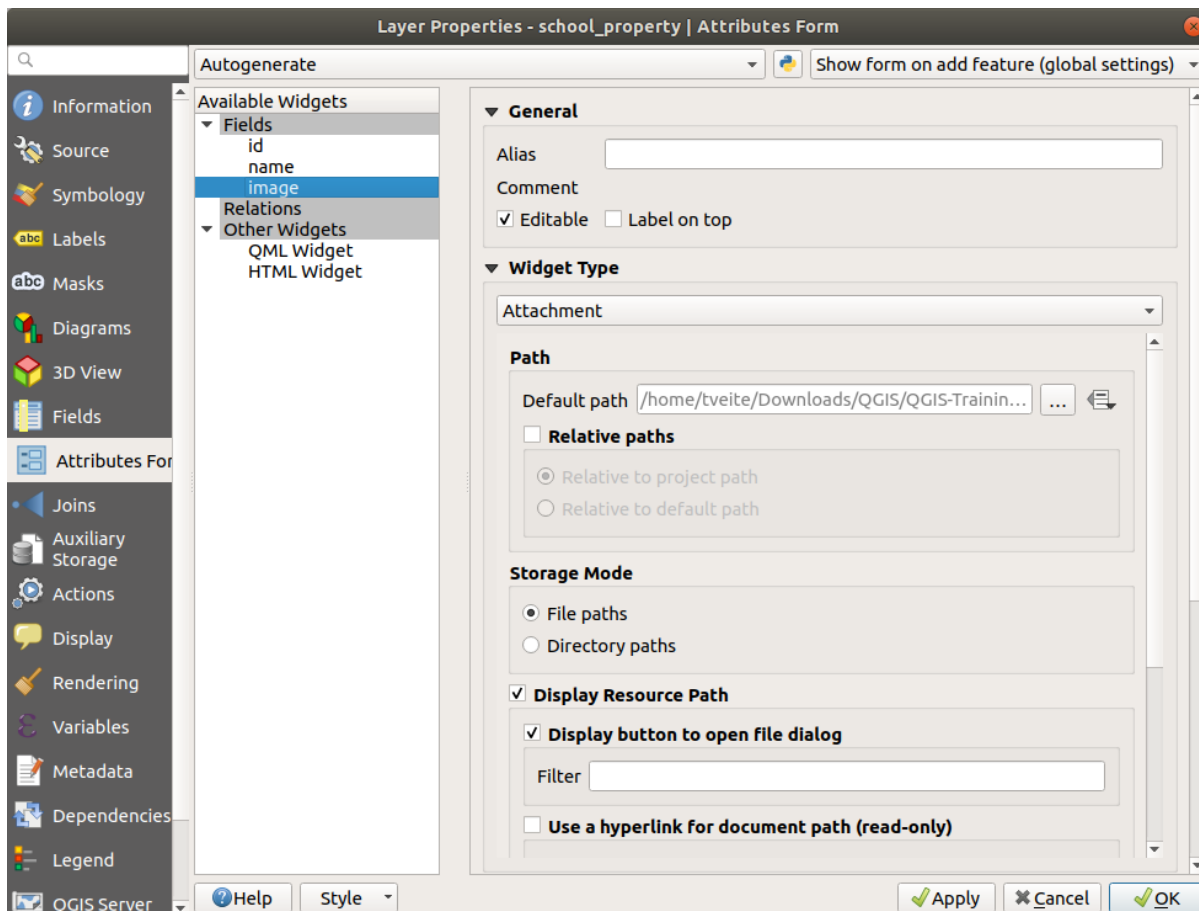 Layer Properties - school_property | Attributes Form
Autogenerate
Show form on add feature (global settings)
Information
Source
Symbology
abc Labels
abc Masks
Diagrams
3D View
Fields
Attributes For
Joins
Auxiliary
Storage
Actions
Display
Rendering
Variables
Metadata
Dependencies
Legend
QGIS Server
Available Widgets
Fields
id
name
image
Relations
Other Widgets
QML Widget
HTML Widget
General
Alias
Comment
Editable Label on top
Widget Type
Attachment
Path
Default path /home/tveite/Downloads/QGIS/QGIS-Trainin... ...
Relative paths
Relative to project path
Relative to default path
Storage Mode
File paths
Directory paths
Display Resource Path
Display button to open file dialog
Filter
Use a hyperlink for document path (read-only)
Help Style Apply Cancel OK